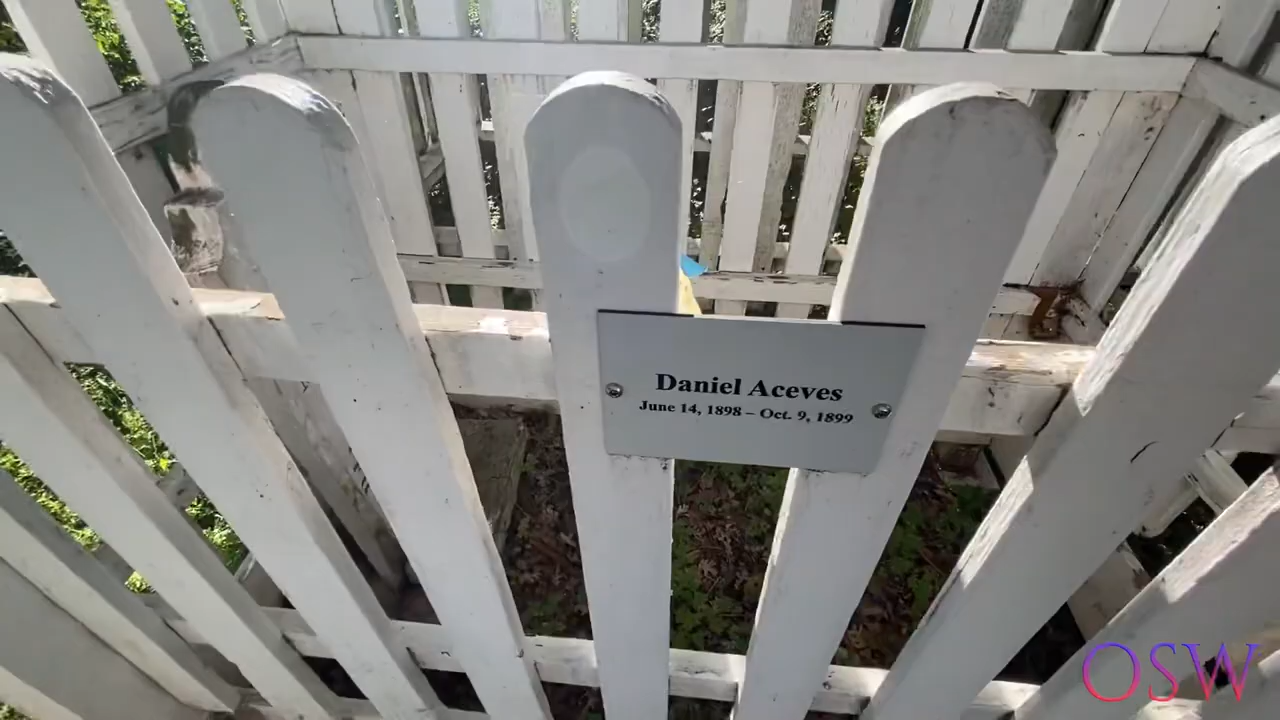 Daniel Aceves
June 14, 1898 – Oct. 9, 1899
OSW